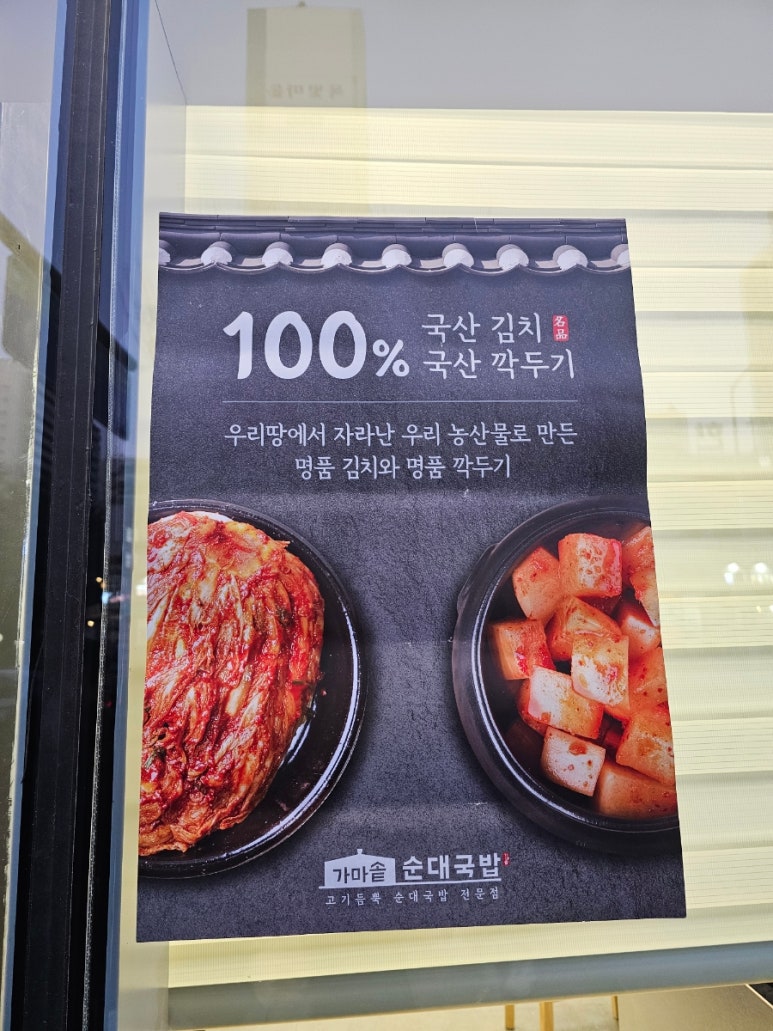 100% 국산 김치 名品
국산 깍두기
우리땅에서 자라난 우리 농산물로 만든
명품 김치와 명품 깍두기
가마솥 순대국밥
고기듬뿍 순대국밥 전문점